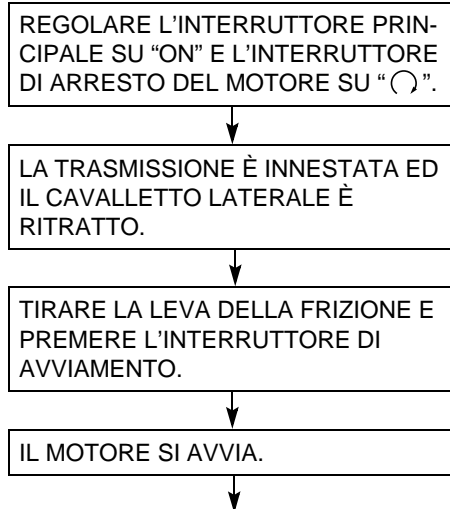 REGOLARE L'INTERRUTTORE PRIN-
CIPALE SU “ON” E L'INTERRUTTORE
DI ARRESTO DEL MOTORE SU “ ”.
LA TRASMISSIONE È INNESTATA ED
IL CAVALLETTO LATERALE È
RITRATTO.
TIRARE LA LEVA DELLA FRIZIONE E
PREMERE L'INTERRUTTORE DI
AVVIAMENTO.
IL MOTORE SI AVVIA.